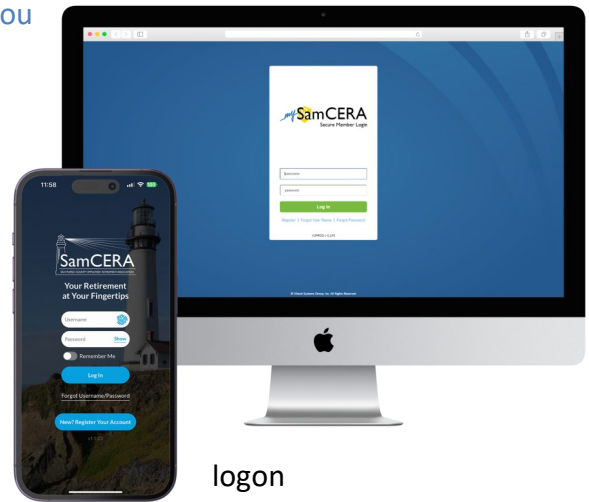 ou
mySamCERA
Secure Member Login
username
password
Log In
Register | Forgot User Name | Forgot Password
11:58
SamCERA
Your Retirement
at Your Fingertips
Username
Password Show
Remember Me
Log In
Forgot Username/Password
New? Register Your Account
logon